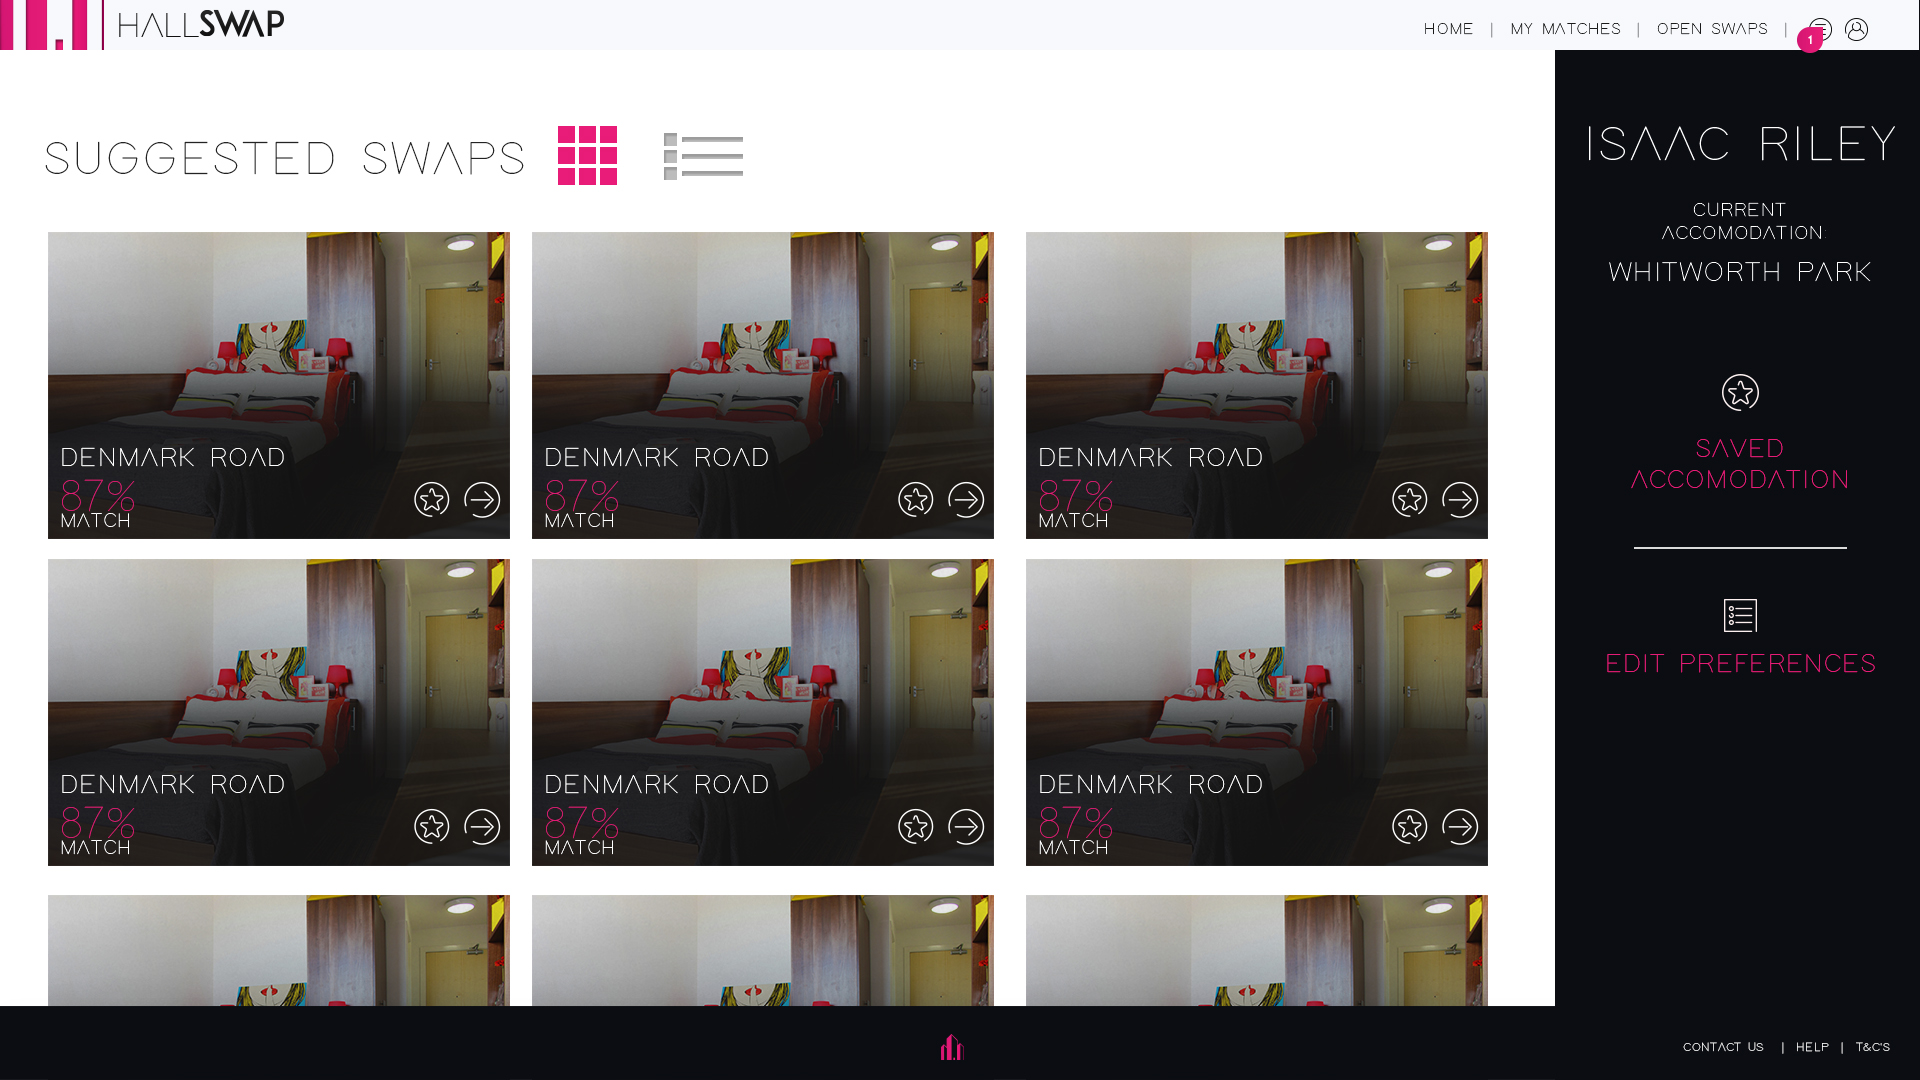 HALLSWAP
HOME | MY MATCHES | OPEN SWAPS |
1
SUGGESTED SWAPS
DENMARK ROAD
87%
MATCH
DENMARK ROAD
87%
MATCH
DENMARK ROAD
87%
MATCH
DENMARK ROAD
87%
MATCH
DENMARK ROAD
87%
MATCH
DENMARK ROAD
87%
MATCH
ISAAC RILEY
CURRENT
ACCOMODATION:
WHITWORTH PARK
SAVED
ACCOMODATION
EDIT PREFERENCES
CONTACT US | HELP | T&C'S